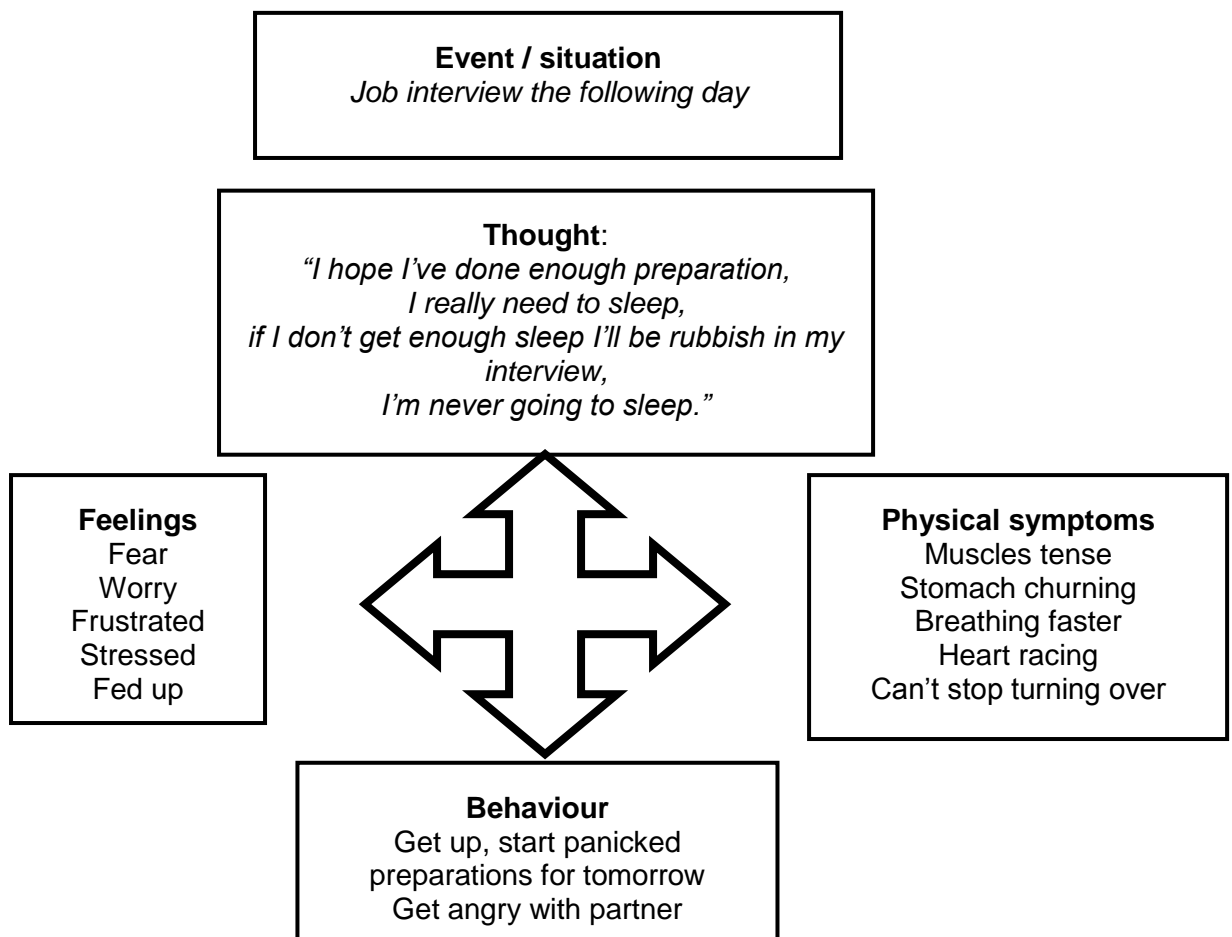 Event / situation
Job interview the following day
Thought:
“I hope I’ve done enough preparation,
I really need to sleep,
if I don’t get enough sleep I’ll be rubbish in my
interview,
I’m never going to sleep.”
Feelings
Fear
Worry
Frustrated
Stressed
Fed up
Physical symptoms
Muscles tense
Stomach churning
Breathing faster
Heart racing
Can’t stop turning over
Behaviour
Get up, start panicked
preparations for tomorrow
Get angry with partner